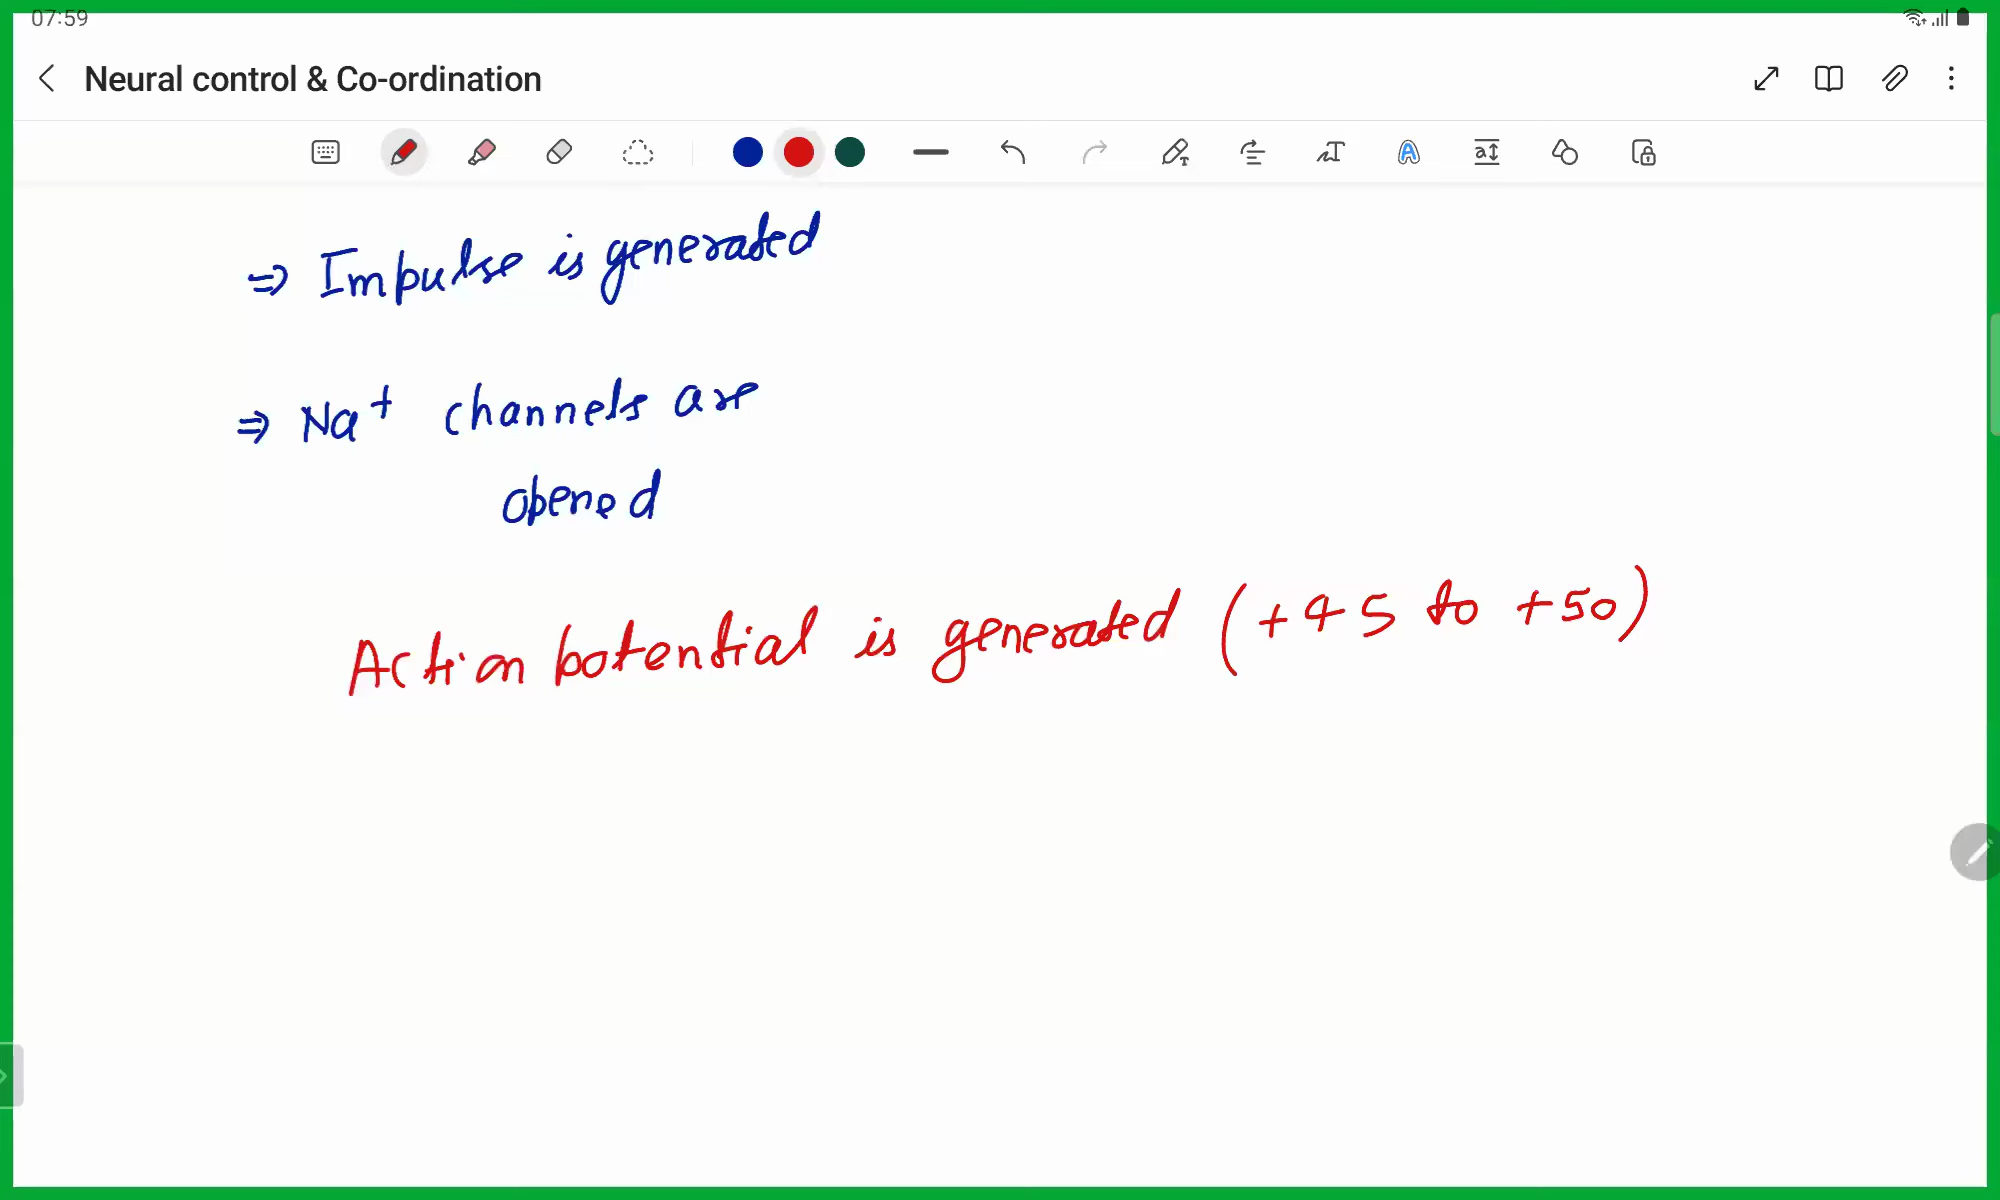 07:59
Neural control & Co-ordination
⇒ Impulse is generated
⇒ Na⁺ channels are
opened
Action potential is generated (+45 to +50)